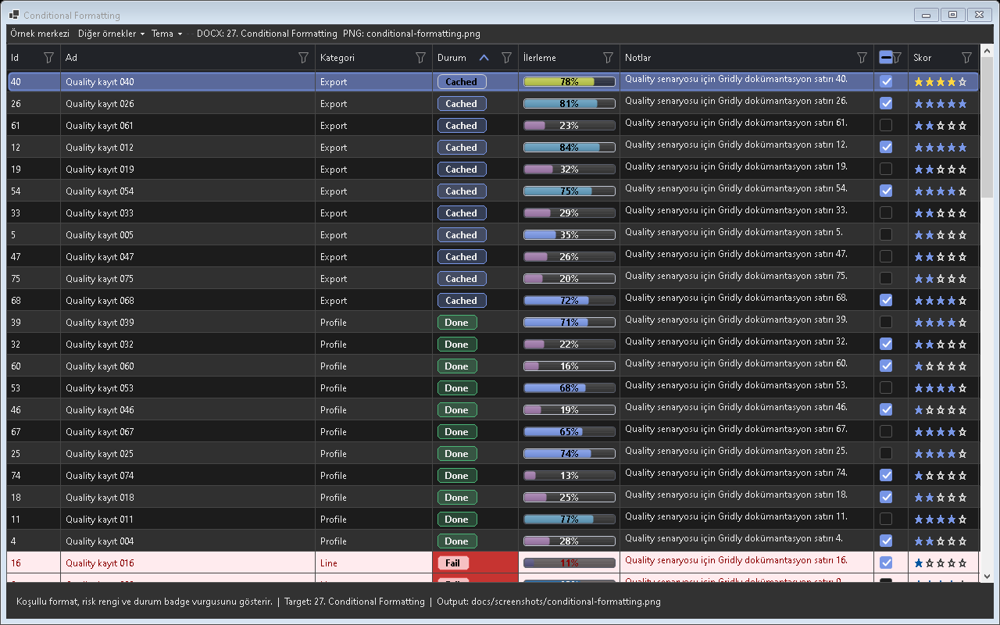 Conditional Formatting
Örnek merkezi Diğer örnekler Tema DOCX: 27. Conditional Formatting PNG: conditional-formatting.png
Id Ad Kategori Durum İlerleme Notlar Skor
40 Quality kayıt 040 Export Cached 78% Quality senaryosu için Gridly dokümantasyon satırı 40.
26 Quality kayıt 026 Export Cached 81% Quality senaryosu için Gridly dokümantasyon satırı 26.
61 Quality kayıt 061 Export Cached 23% Quality senaryosu için Gridly dokümantasyon satırı 61.
12 Quality kayıt 012 Export Cached 84% Quality senaryosu için Gridly dokümantasyon satırı 12.
19 Quality kayıt 019 Export Cached 32% Quality senaryosu için Gridly dokümantasyon satırı 19.
54 Quality kayıt 054 Export Cached 75% Quality senaryosu için Gridly dokümantasyon satırı 54.
33 Quality kayıt 033 Export Cached 29% Quality senaryosu için Gridly dokümantasyon satırı 33.
5 Quality kayıt 005 Export Cached 35% Quality senaryosu için Gridly dokümantasyon satırı 5.
47 Quality kayıt 047 Export Cached 26% Quality senaryosu için Gridly dokümantasyon satırı 47.
75 Quality kayıt 075 Export Cached 20% Quality senaryosu için Gridly dokümantasyon satırı 75.
68 Quality kayıt 068 Export Cached 72% Quality senaryosu için Gridly dokümantasyon satırı 68.
39 Quality kayıt 039 Profile Done 71% Quality senaryosu için Gridly dokümantasyon satırı 39.
32 Quality kayıt 032 Profile Done 22% Quality senaryosu için Gridly dokümantasyon satırı 32.
60 Quality kayıt 060 Profile Done 16% Quality senaryosu için Gridly dokümantasyon satırı 60.
53 Quality kayıt 053 Profile Done 68% Quality senaryosu için Gridly dokümantasyon satırı 53.
46 Quality kayıt 046 Profile Done 19% Quality senaryosu için Gridly dokümantasyon satırı 46.
67 Quality kayıt 067 Profile Done 65% Quality senaryosu için Gridly dokümantasyon satırı 67.
25 Quality kayıt 025 Profile Done 74% Quality senaryosu için Gridly dokümantasyon satırı 25.
74 Quality kayıt 074 Profile Done 13% Quality senaryosu için Gridly dokümantasyon satırı 74.
18 Quality kayıt 018 Profile Done 25% Quality senaryosu için Gridly dokümantasyon satırı 18.
11 Quality kayıt 011 Profile Done 77% Quality senaryosu için Gridly dokümantasyon satırı 11.
4 Quality kayıt 004 Profile Done 28% Quality senaryosu için Gridly dokümantasyon satırı 4.
16 Quality kayıt 016 Line Fail 11% Quality senaryosu için Gridly dokümantasyon satırı 16.
Quality senaryosu için Gridly dokümantasyon satırı
Koşullu format, risk rengi ve durum badge vurgusunu gösterir. | Target: 27. Conditional Formatting | Output: docs/screenshots/conditional-formatting.png